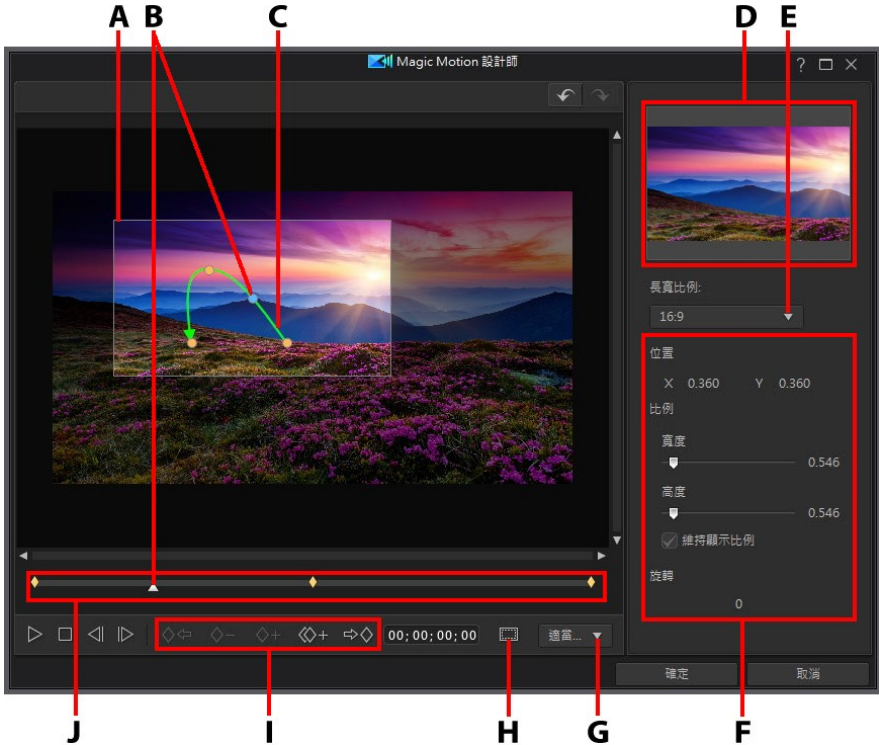 A B C D E
Magic Motion 設計師
?
長寬比例:
16:9
位置
X 0.360 Y 0.360
比例
寬度
0.546
高度
0.546
維持顯示比例
旋轉
0
00;00;00;00
適當...
確定 取消
J I H G F